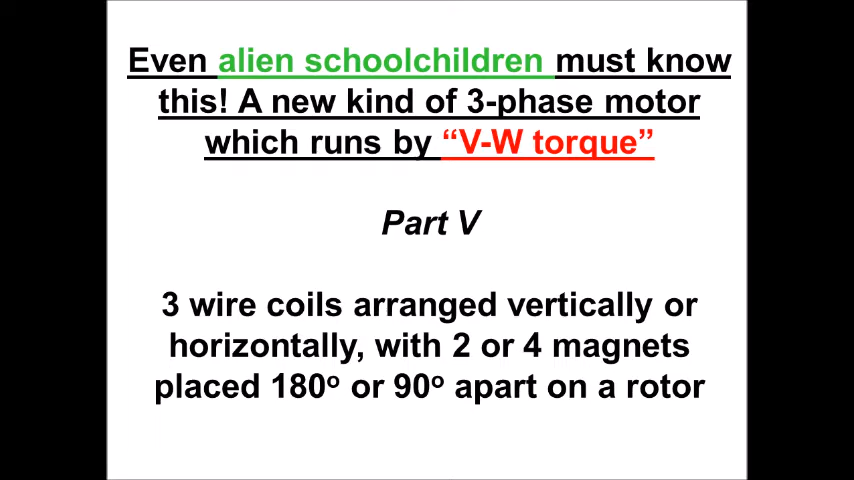 Even alien schoolchildren must know
this! A new kind of 3-phase motor
which runs by “V-W torque”
Part V
3 wire coils arranged vertically or
horizontally, with 2 or 4 magnets
placed 180º or 90º apart on a rotor